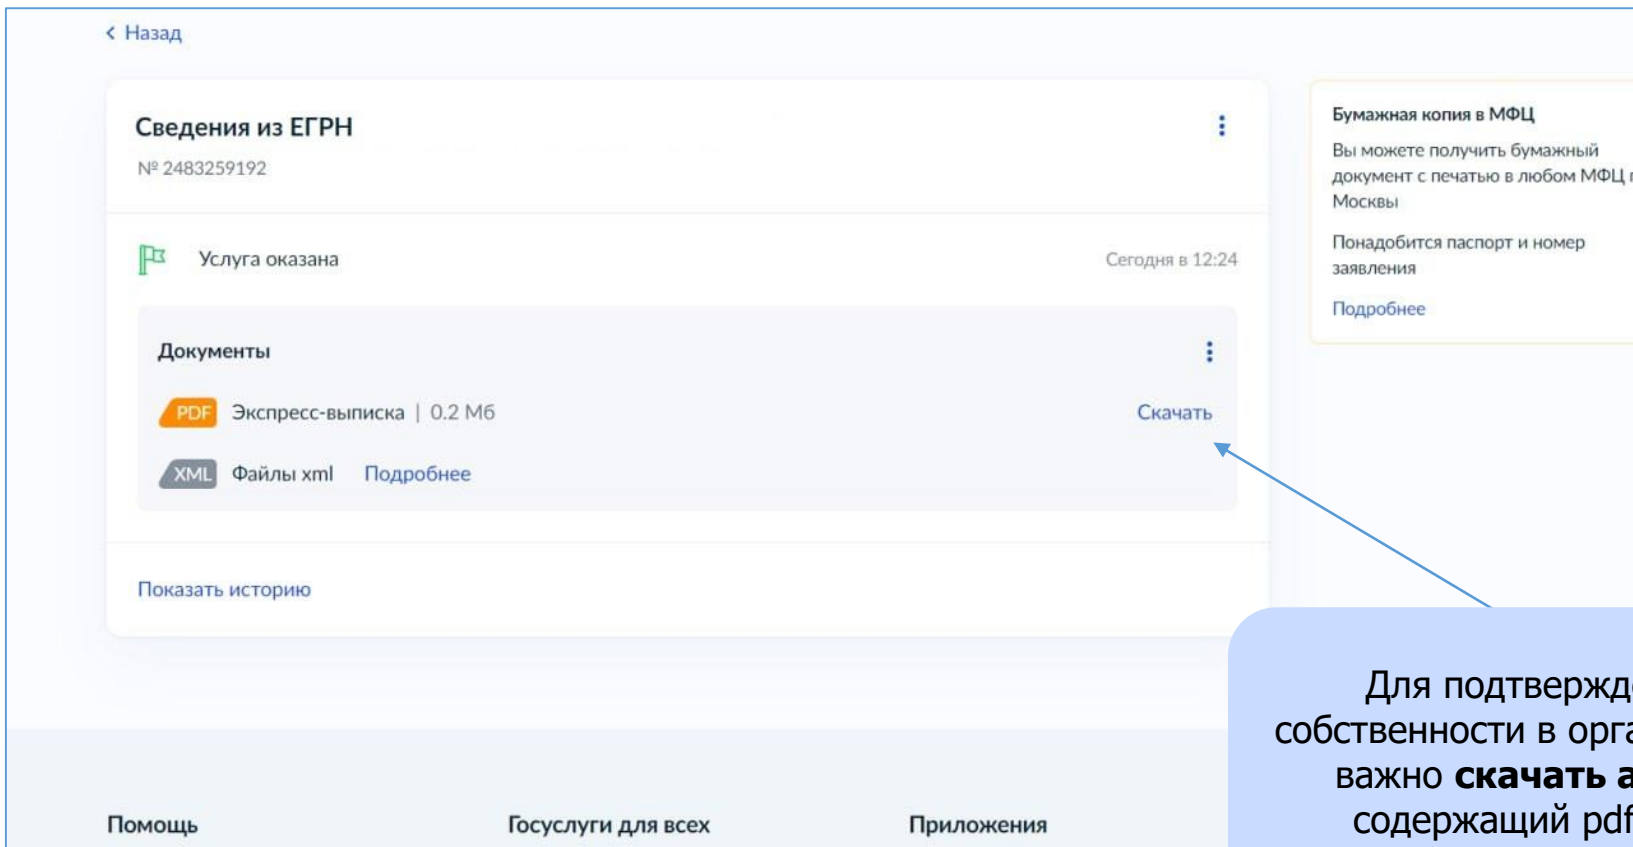 Назад
Сведения из ЕГРН
№ 2483259192
Услуга оказана
Сегодня в 12:24
Документы
PDF Экспресс-выписка | 0.2 Мб
Скачать
XML Файлы xml Подробнее
Показать историю
Бумажная копия в МФЦ
Вы можете получить бумажный
документ с печатью в любом МФЦ
Москвы
Понадобится паспорт и номер
заявления
Подробнее
Для
собственности в
важно скачать
содержащий pdf
Помощь
Госуслуги для всех
Приложения